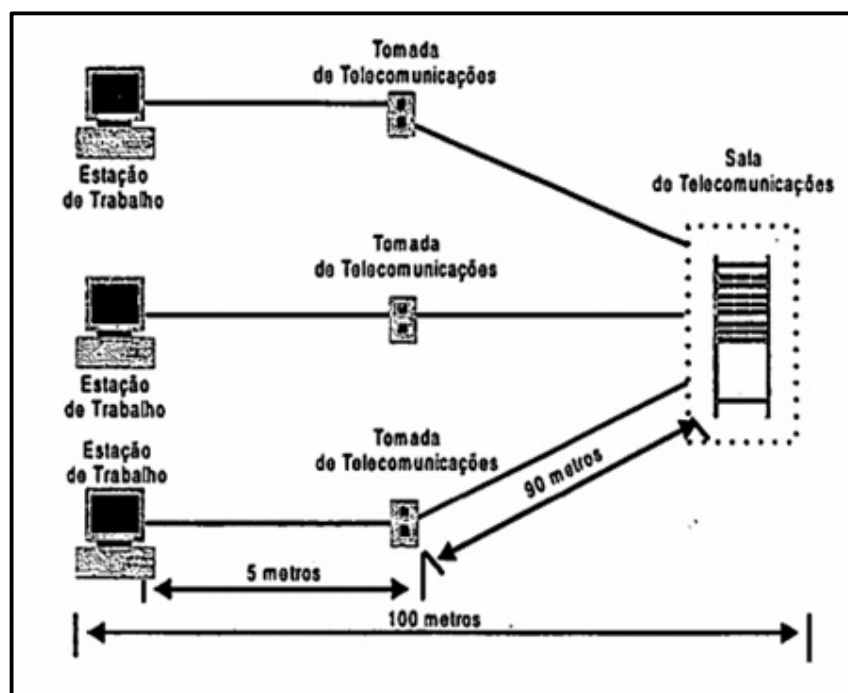 Tomada
de Telecomunicações
Estação
de Trabalho
Sala
de Telecomunicações
Tomada
de Telecomunicações
Estação
de Trabalho
Estação
de Trabalho
Tomada
de Telecomunicações
90 metros
5 metros
100 metros